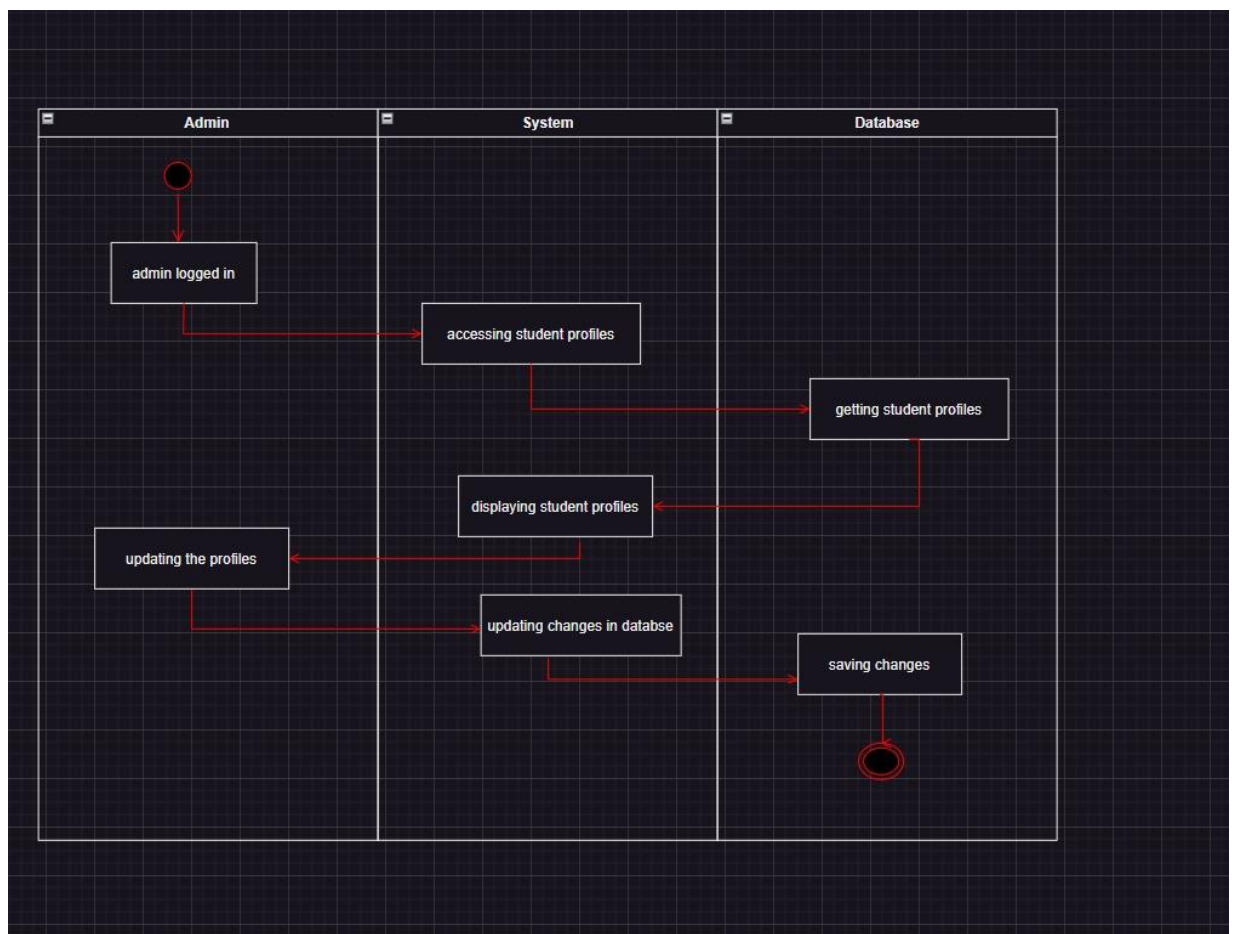 Admin
System
Database
admin logged in
accessing student profiles
getting student profiles
displaying student profiles
updating the profiles
updating changes in databse
saving changes